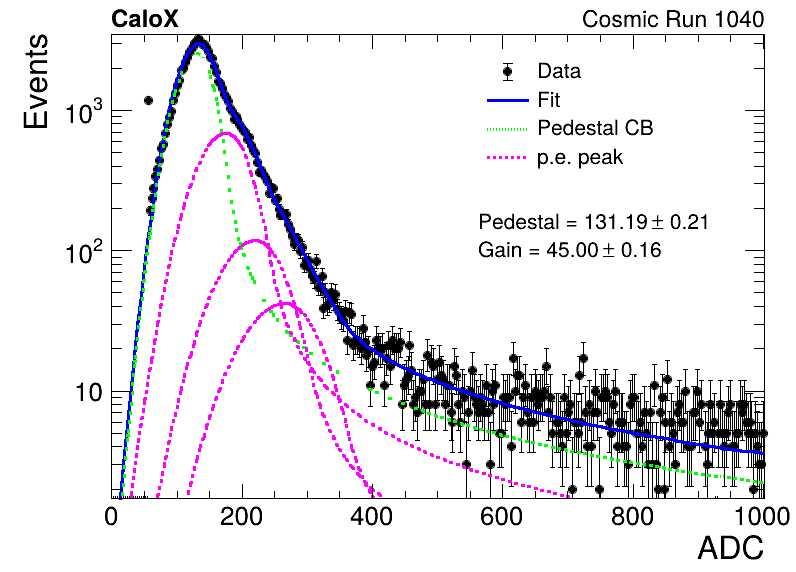 CaloX Cosmic Run 1040
Events
Data
Fit
Pedestal CB
p.e. peak
Pedestal = 131.19 ± 0.21
Gain = 45.00 ± 0.16
10³
10²
10
0 200 400 600 800 1000
ADC